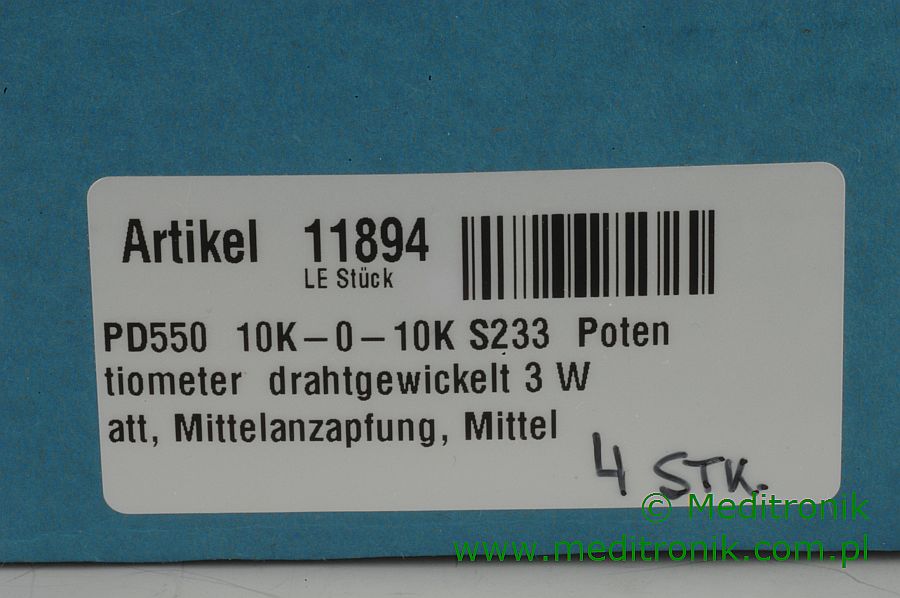 Artikel 11894
LE Stück
PD550 10K-0-10K S233 Poten
tiometer drahtgewickelt 3 W
att, Mittelanzapfung, Mittel
4 STK.
© Meditronik
www.meditronik.com.pl